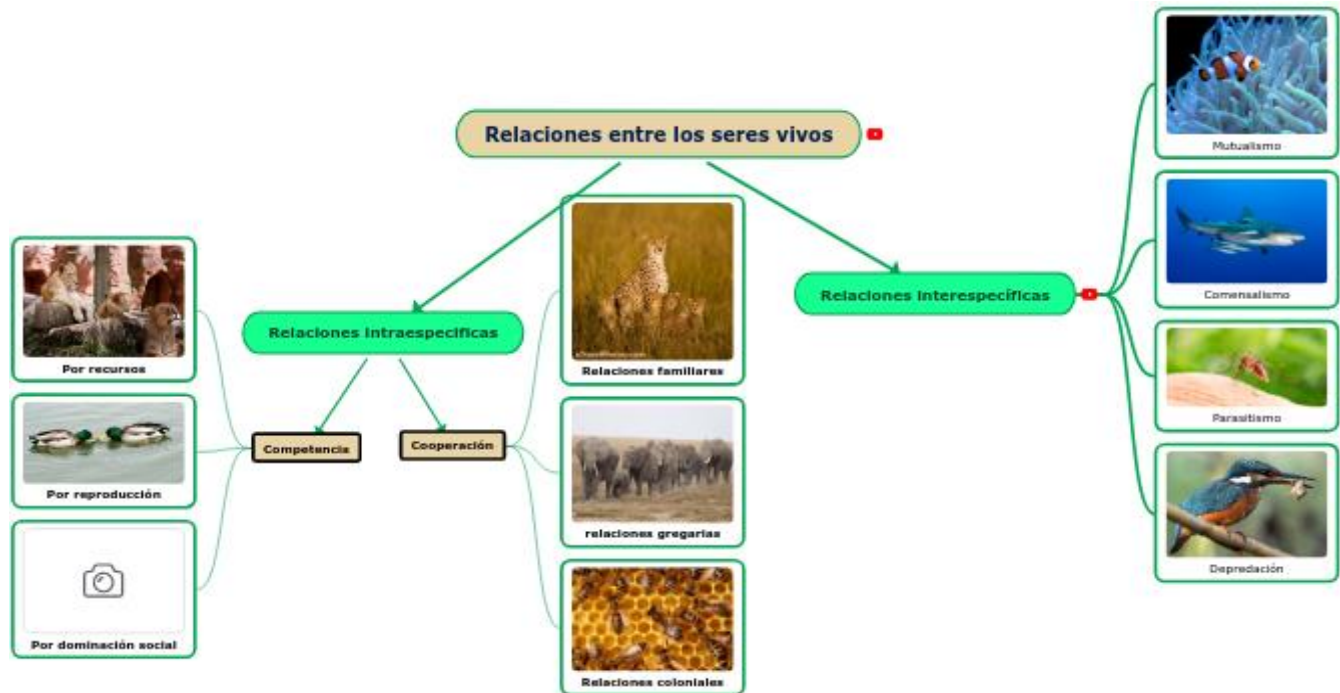 Relaciones entre los seres vivos
Relaciones Intraespecificas
Relaciones Interespecíficas
Competencia
Cooperación
Por recursos
Por reproducción
Por dominación social
Relaciones familiares
relaciones gregarias
Relaciones coloniales
Mutualismo
Comensalismo
Parasitismo
Depredación